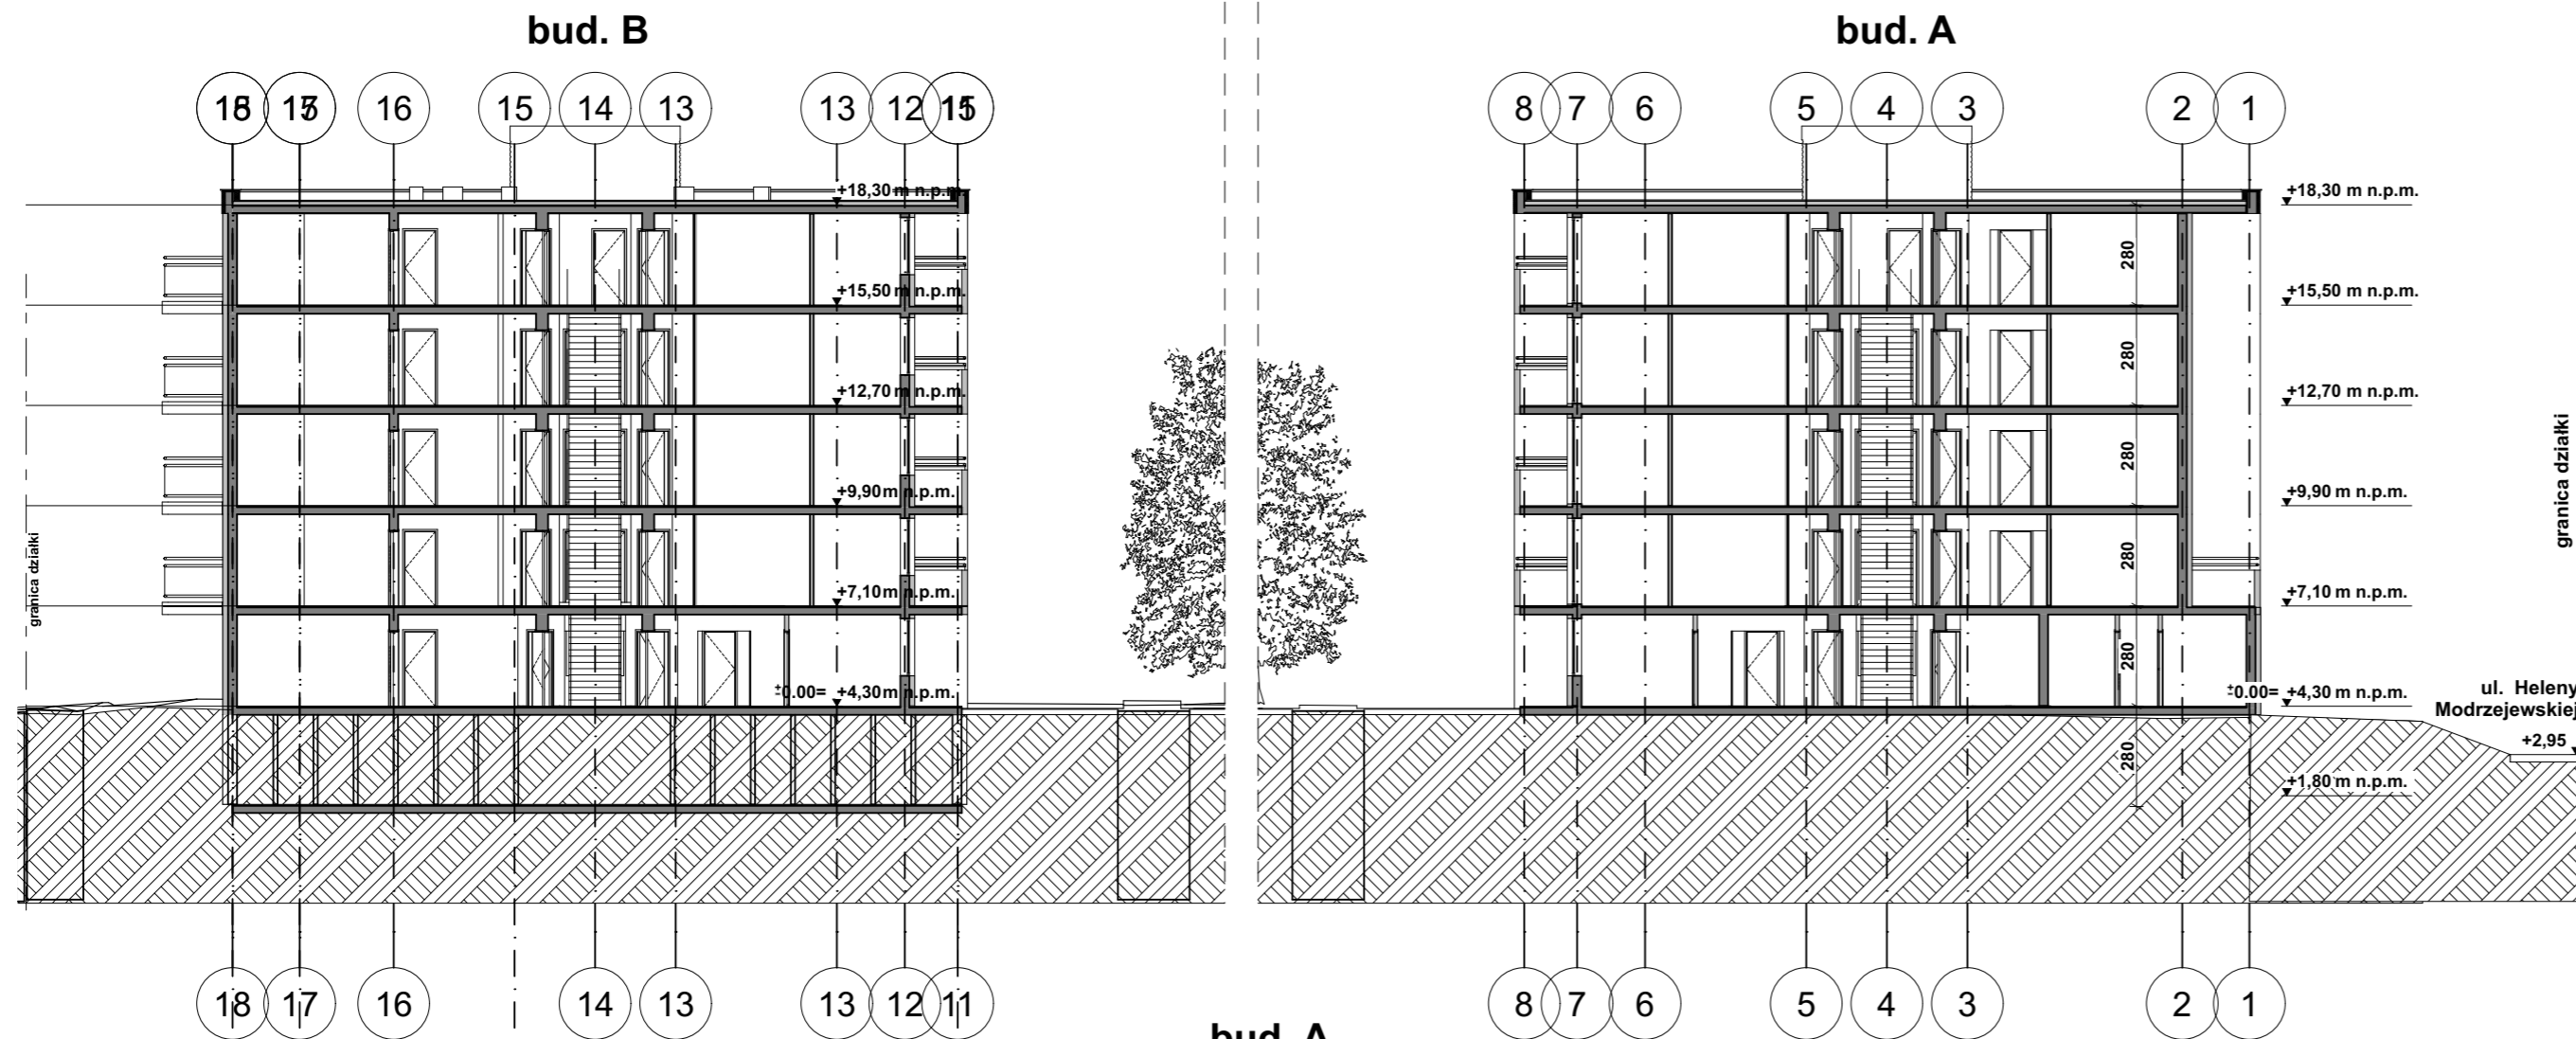 bud. B
bud. A
18 17 16 15 14 13 13 12 11
8 7 6 5 4 3 2 1
+18,30 m n.p.m.
+18,30 m n.p.m.
280
+15,50 m n.p.m.
+15,50 m n.p.m.
280
+12,70 m n.p.m.
+12,70 m n.p.m.
280
+9,90 m n.p.m.
+9,90 m n.p.m.
280
+7,10 m n.p.m.
+7,10 m n.p.m.
280
±0.00= +4,30 m n.p.m.
±0.00= +4,30 m n.p.m.
280
+1,80 m n.p.m.
granica działki
granica działki
ul. Heleny
Modrzejewskiej
+2,95
18 17 16 14 13 13 12 11
8 7 6 5 4 3 2 1
bud. A